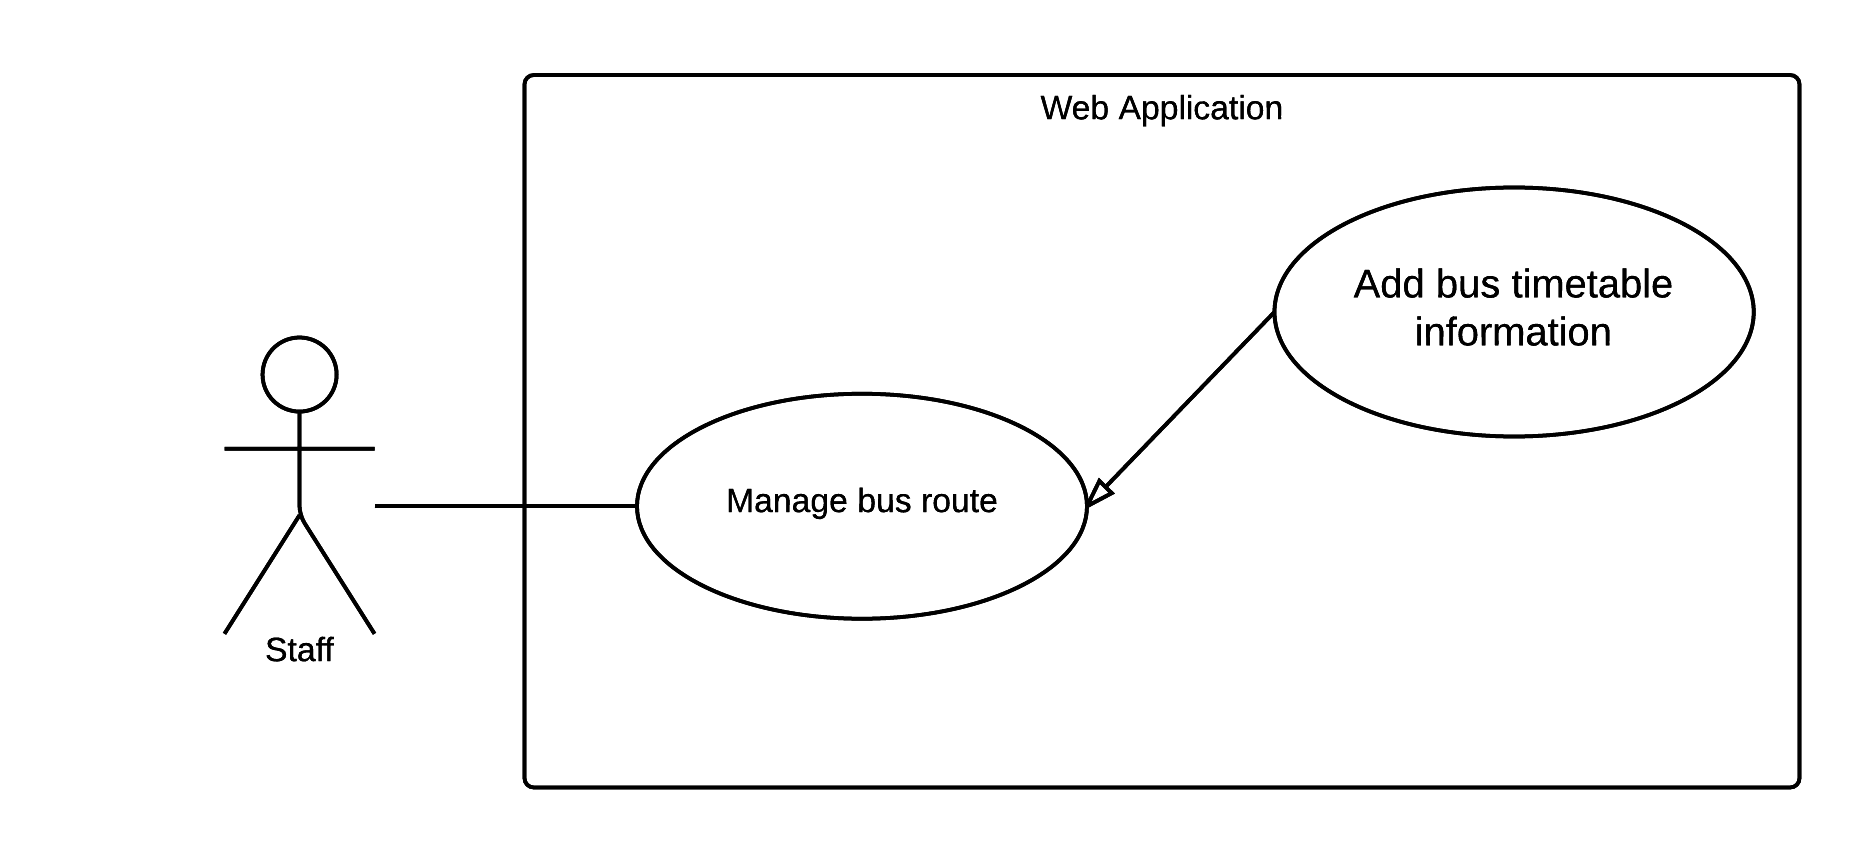 Web Application
Add bus timetable
information
Manage bus route
Staff